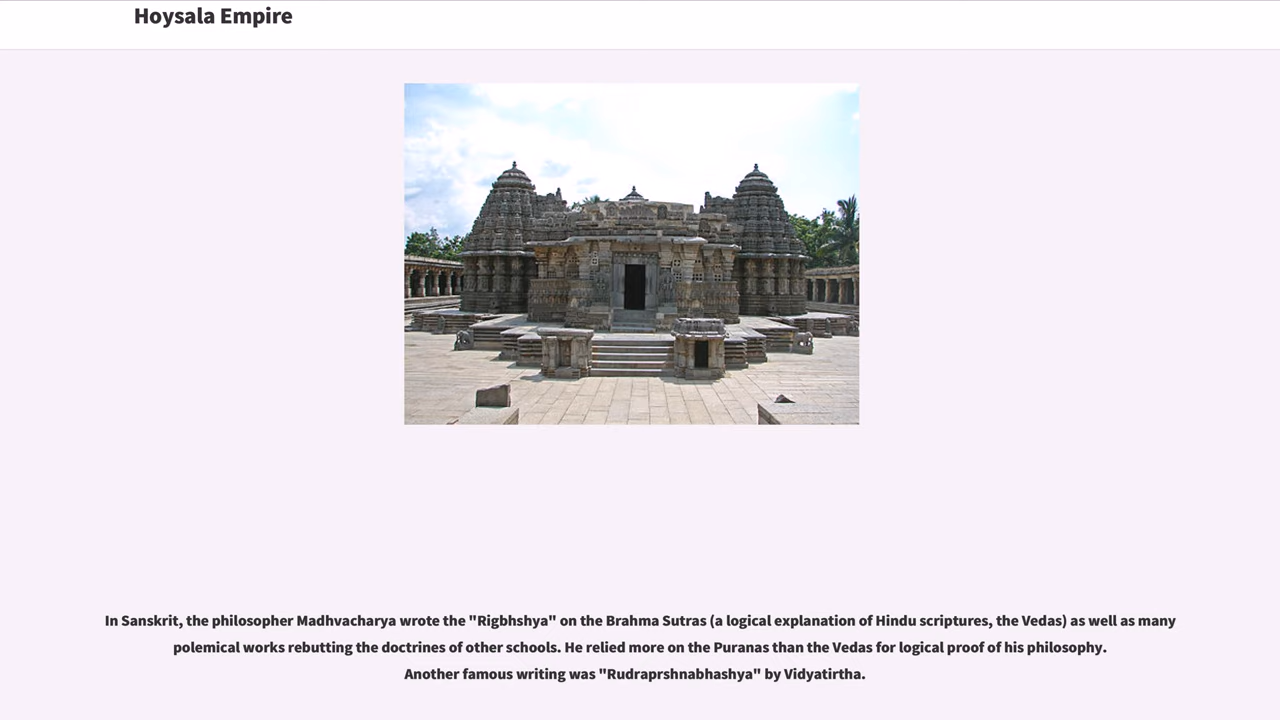 Hoysala Empire
In Sanskrit, the philosopher Madhvacharya wrote the "Rigbhshya" on the Brahma Sutras (a logical explanation of Hindu scriptures, the Vedas) as well as many
polemical works rebutting the doctrines of other schools. He relied more on the Puranas than the Vedas for logical proof of his philosophy.
Another famous writing was "Rudraprshnabhashya" by Vidyatirtha.